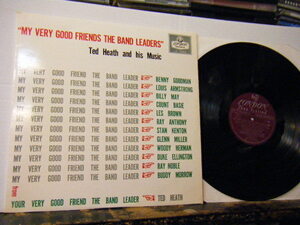 "MY VERY GOOD FRIENDS THE BAND LEADERS"
Ted Heath and his Music
LONDON
MY VERY GOOD FRIEND THE BAND LEADER BENNY GOODMAN
MY VERY GOOD FRIEND THE BAND LEADER LOUIS ARMSTRONG
MY VERY GOOD FRIEND THE BAND LEADER BILLY MAY
MY VERY GOOD FRIEND THE BAND LEADER COUNT BASIE
MY VERY GOOD FRIEND THE BAND LEADER LES BROWN
MY VERY GOOD FRIEND THE BAND LEADER RAY ANTHONY
MY VERY GOOD FRIEND THE BAND LEADER STAN KENTON
MY VERY GOOD FRIEND THE BAND LEADER GLENN MILLER
MY VERY GOOD FRIEND THE BAND LEADER WOODY HERMAN
MY VERY GOOD FRIEND THE BAND LEADER DUKE ELLINGTON
MY VERY GOOD FRIEND THE BAND LEADER RAY NOBLE
MY VERY GOOD FRIEND THE BAND LEADER BUDDY MORROW
from
YOUR VERY GOOD FRIEND THE BAND LEADER TED HEATH
LONDON